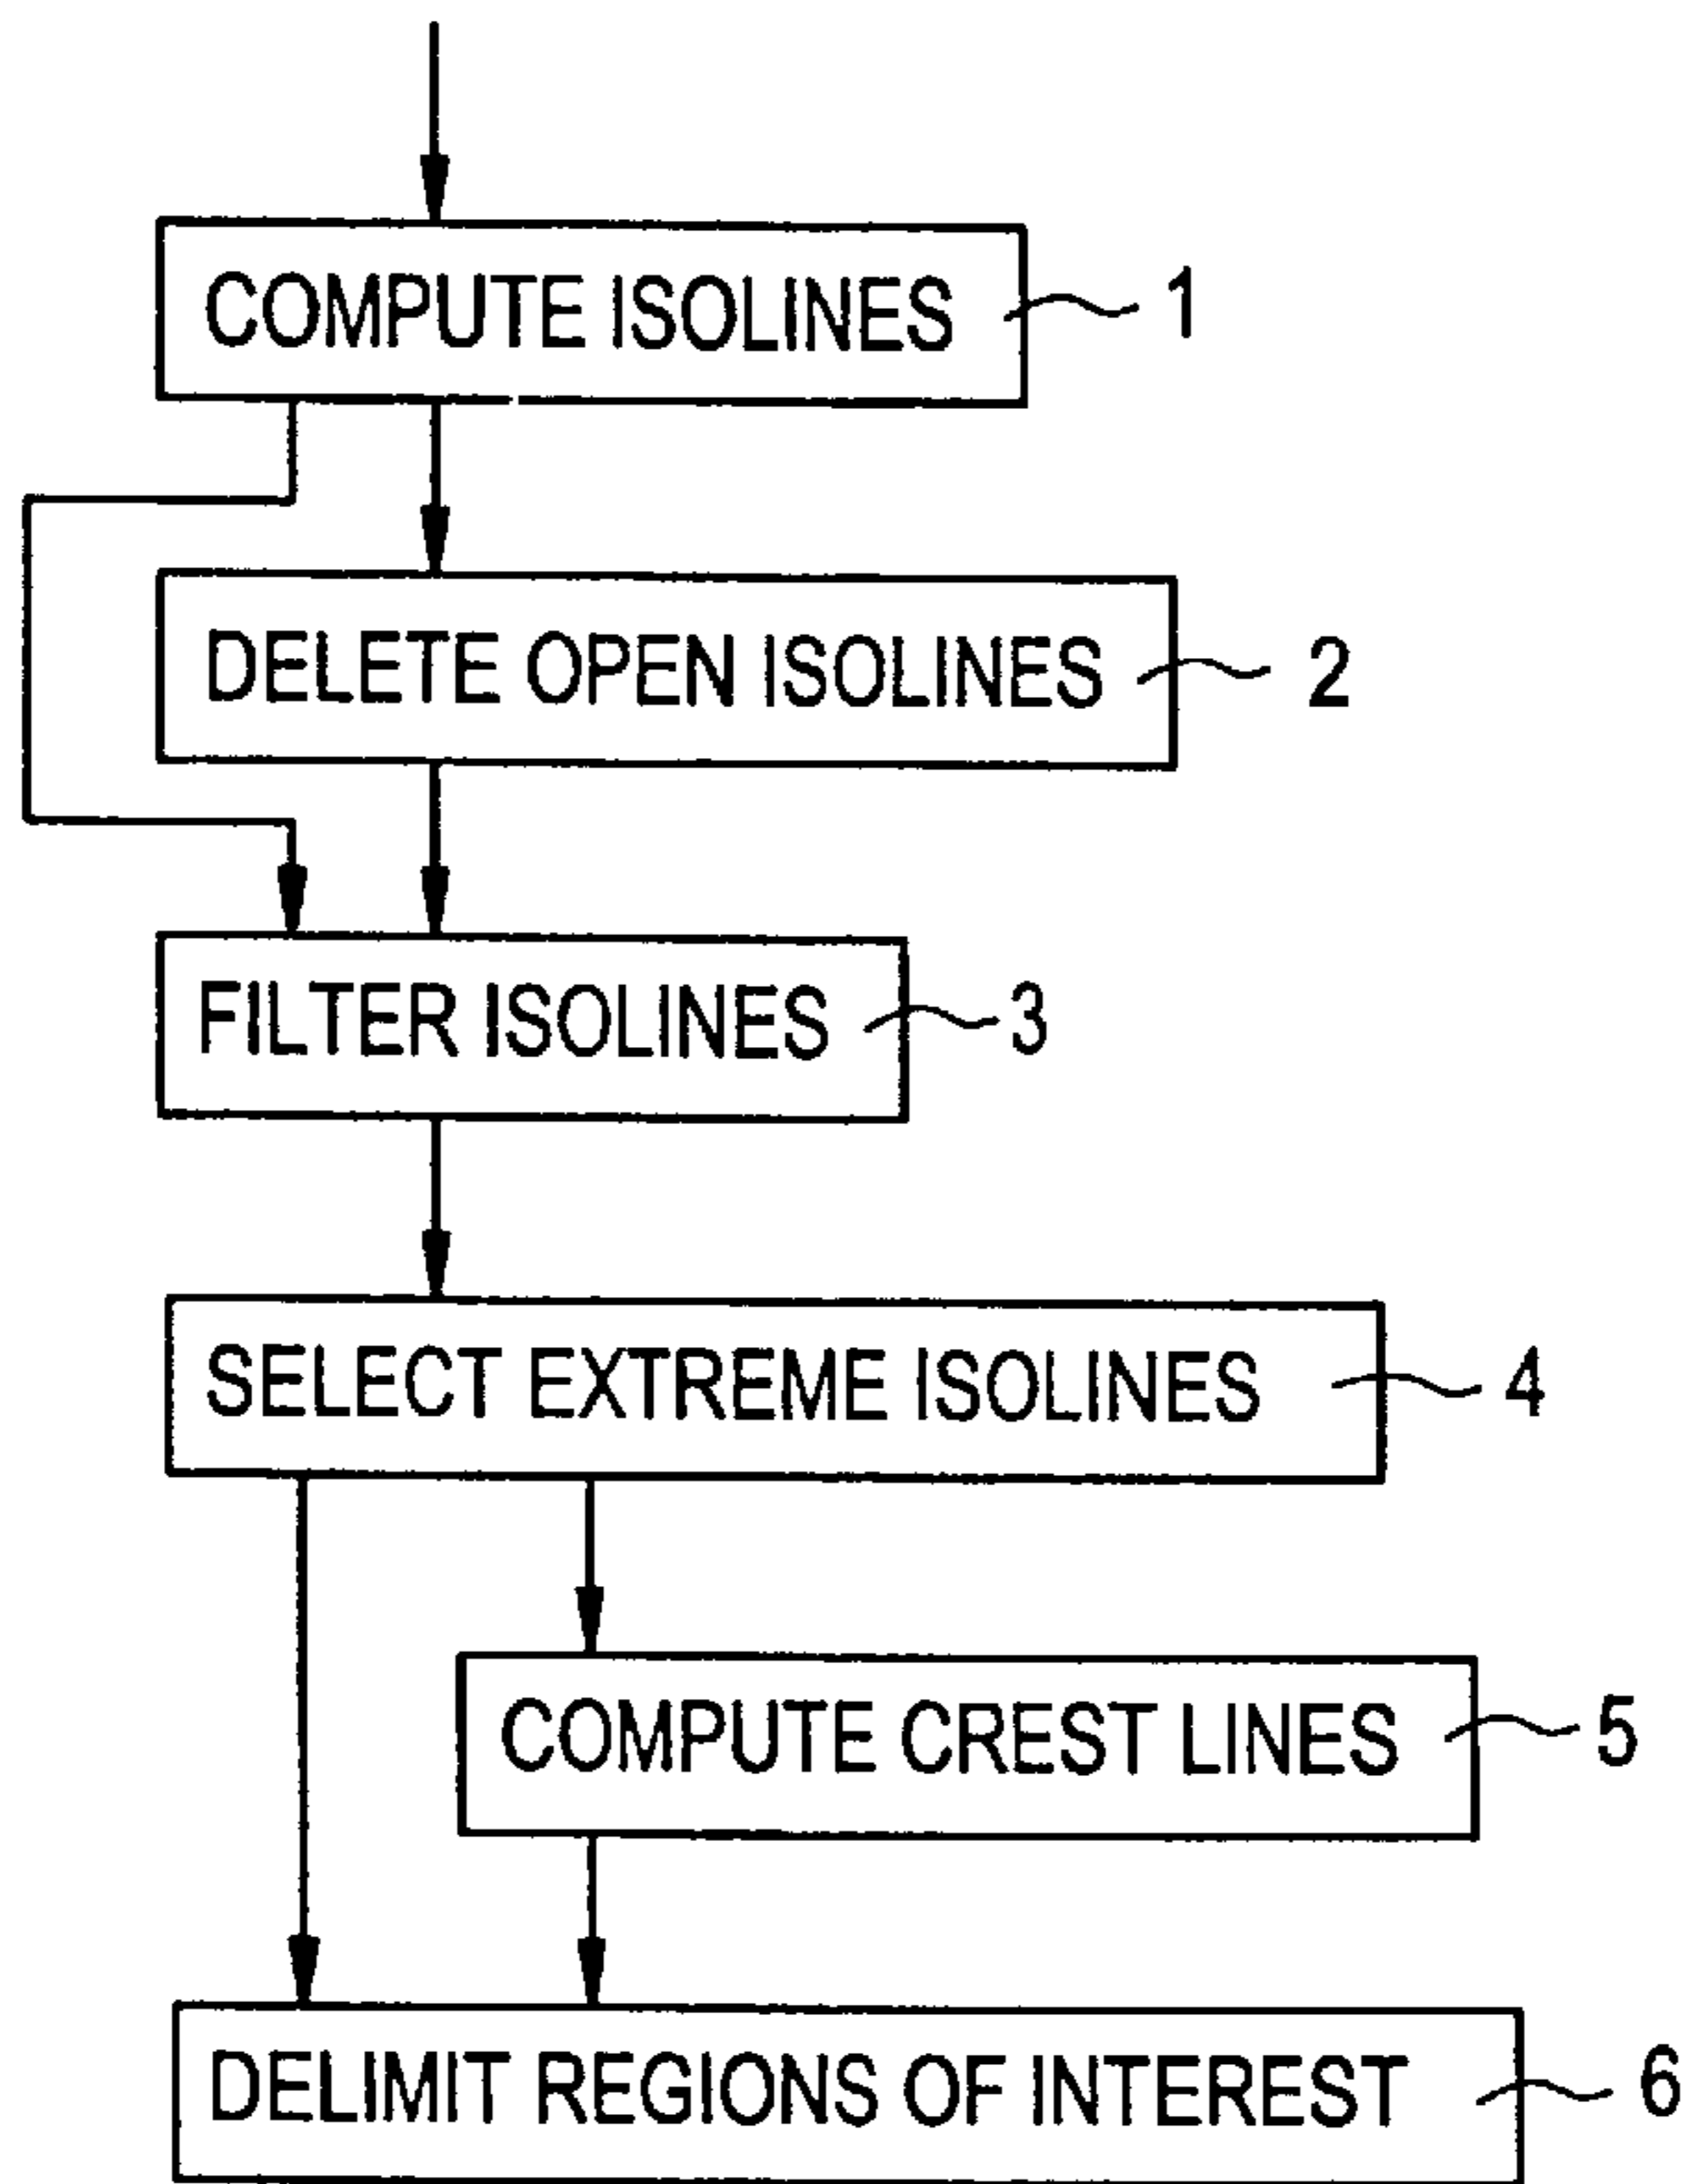 COMPUTE ISOLINES 1
DELETE OPEN ISOLINES 2
FILTER ISOLINES 3
SELECT EXTREME ISOLINES 4
COMPUTE CREST LINES 5
DELIMIT REGIONS OF INTEREST 6